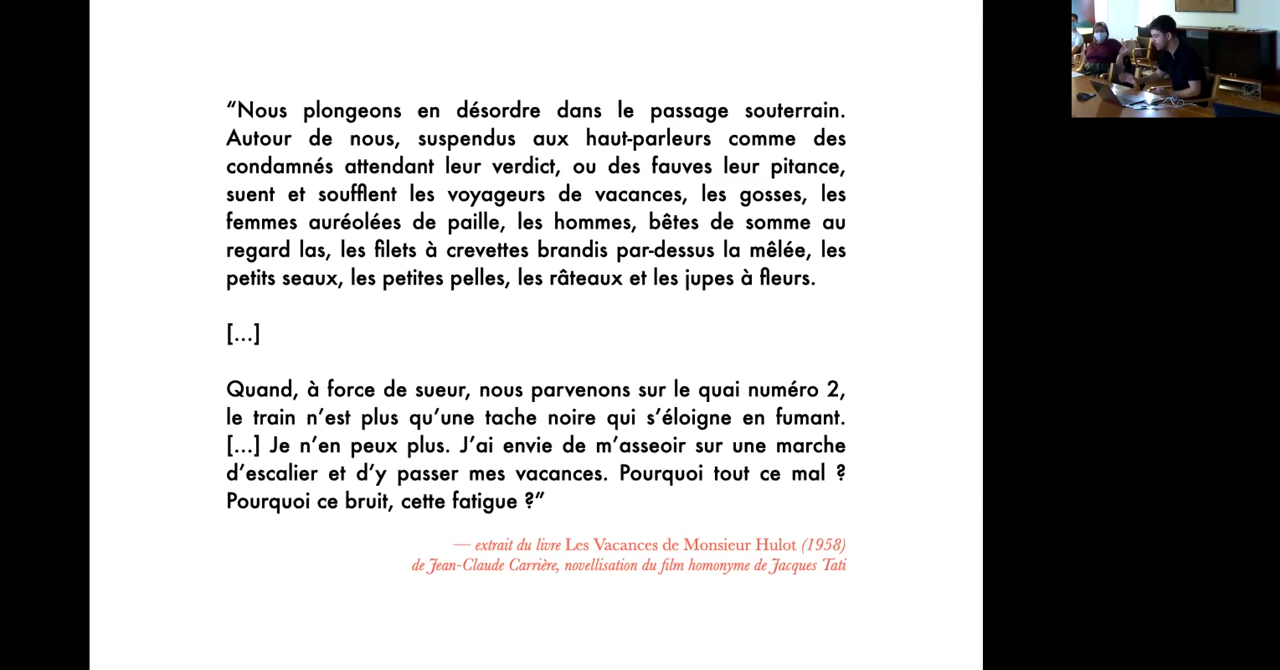 “Nous plongeons en désordre dans le passage souterrain.
Autour de nous, suspendus aux haut-parleurs comme des
condamnés attendant leur verdict, ou des fauves leur pitance,
suent et soufflent les voyageurs de vacances, les gosses, les
femmes auréolées de paille, les hommes, bêtes de somme au
regard las, les filets à crevettes brandis par-dessus la mêlée, les
petits seaux, les petites pelles, les râteaux et les jupes à fleurs.
[...]
Quand, à force de sueur, nous parvenons sur le quai numéro 2,
le train n’est plus qu’une tache noire qui s’éloigne en fumant.
[...] Je n’en peux plus. J’ai envie de m’asseoir sur une marche
d’escalier et d’y passer mes vacances. Pourquoi tout ce mal ?
Pourquoi ce bruit, cette fatigue ?”
— extrait du livre Les Vacances de Monsieur Hulot (1958)
de Jean-Claude Carrière, novellisation du film homonyme de Jacques Tati